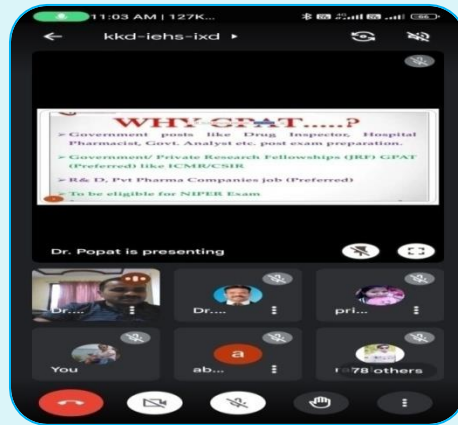 11:03 AM | 127K...
66
kkd-iehs-ixd
WHY GPAT.....?
➢ Government posts like Drug Inspector, Hospital
Pharmacist, Govt. Analyst etc. post exam preparation.
➢ Government/ Private Research Fellowships (JRF) GPAT
(Preferred) like ICMR/CSIR
➢ R& D, Pvt Pharma Companies job (Preferred)
➢ To be eligible for NIPER Exam
Dr. Popat is presenting
Dr....
Dr....
pri...
a
You
ab...
78 others